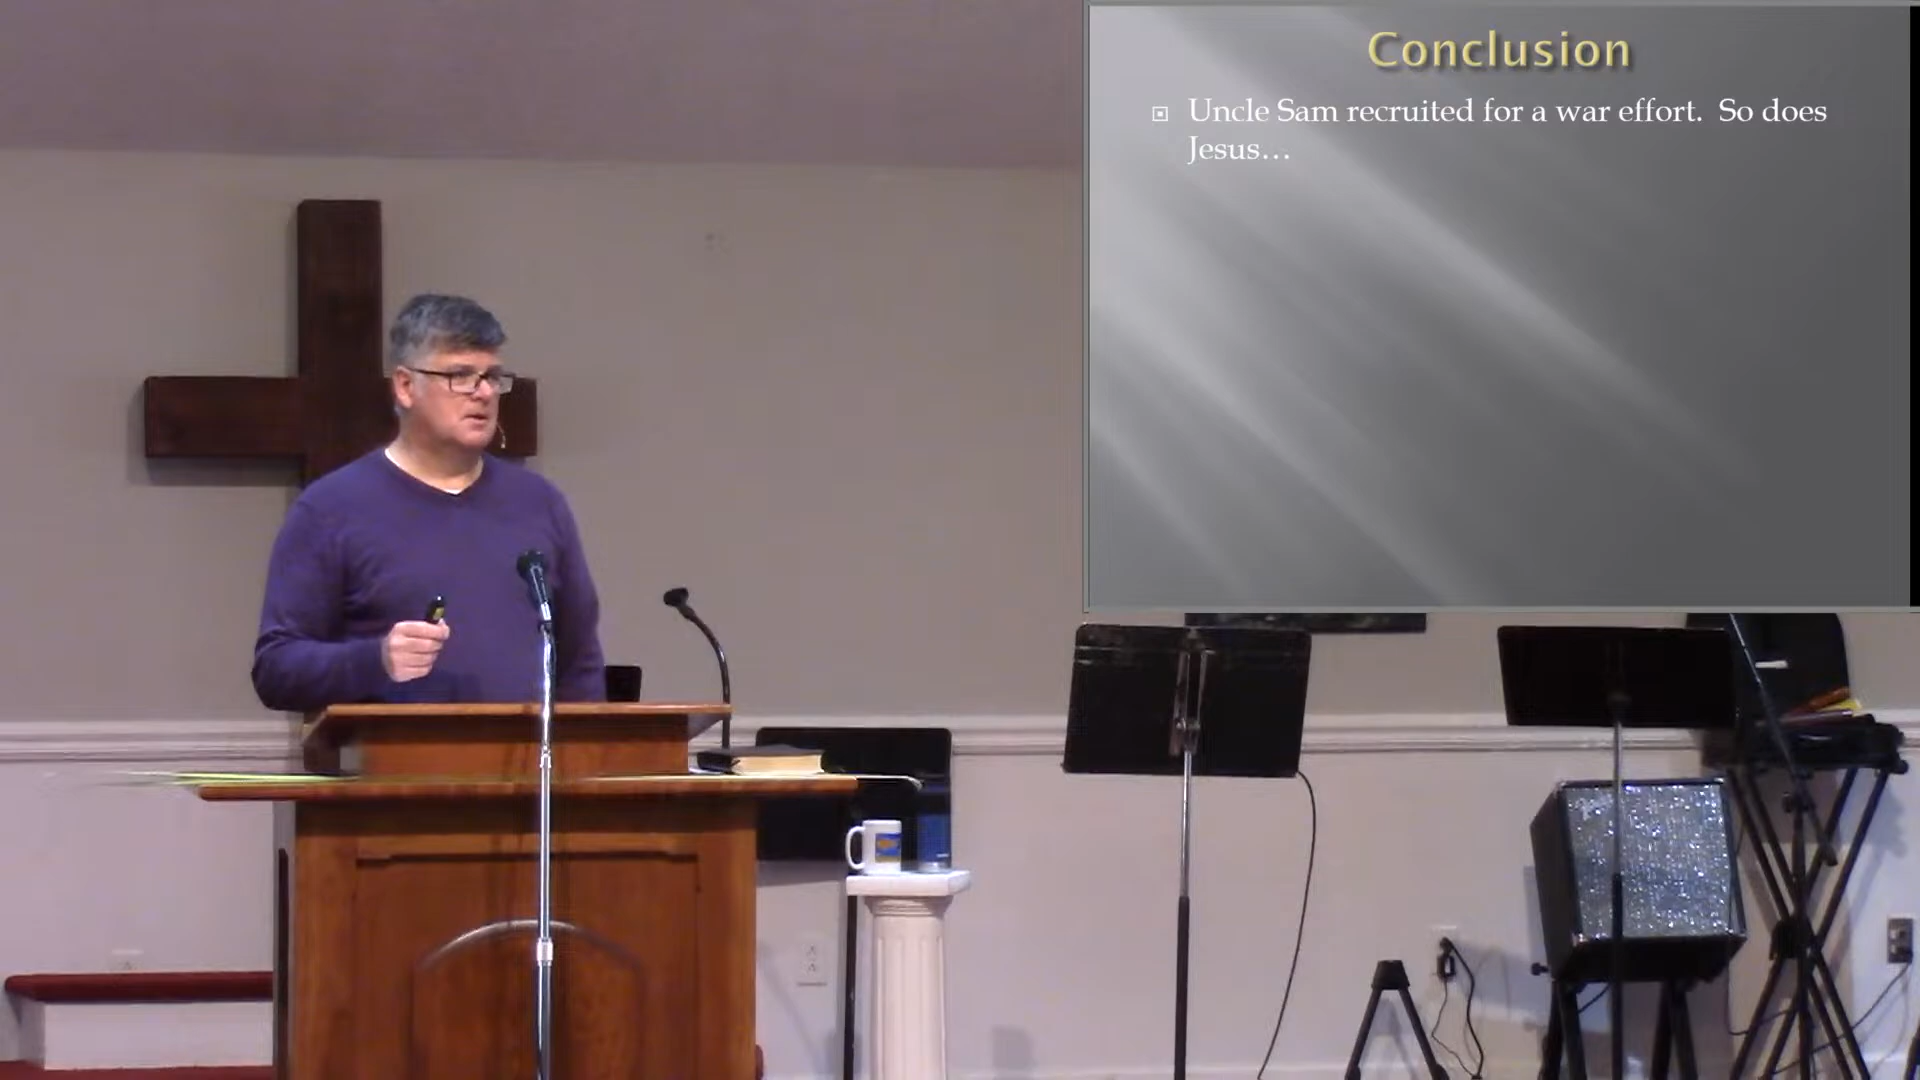 Conclusion
Uncle Sam recruited for a war effort.  So does
Jesus…